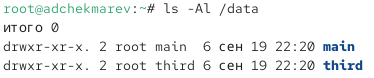 root@adchekmarev:~# ls -Al /data
итого 0
drwxr-xr-x. 2 root main  6 сен 19 22:20 main
drwxr-xr-x. 2 root third 6 сен 19 22:20 third